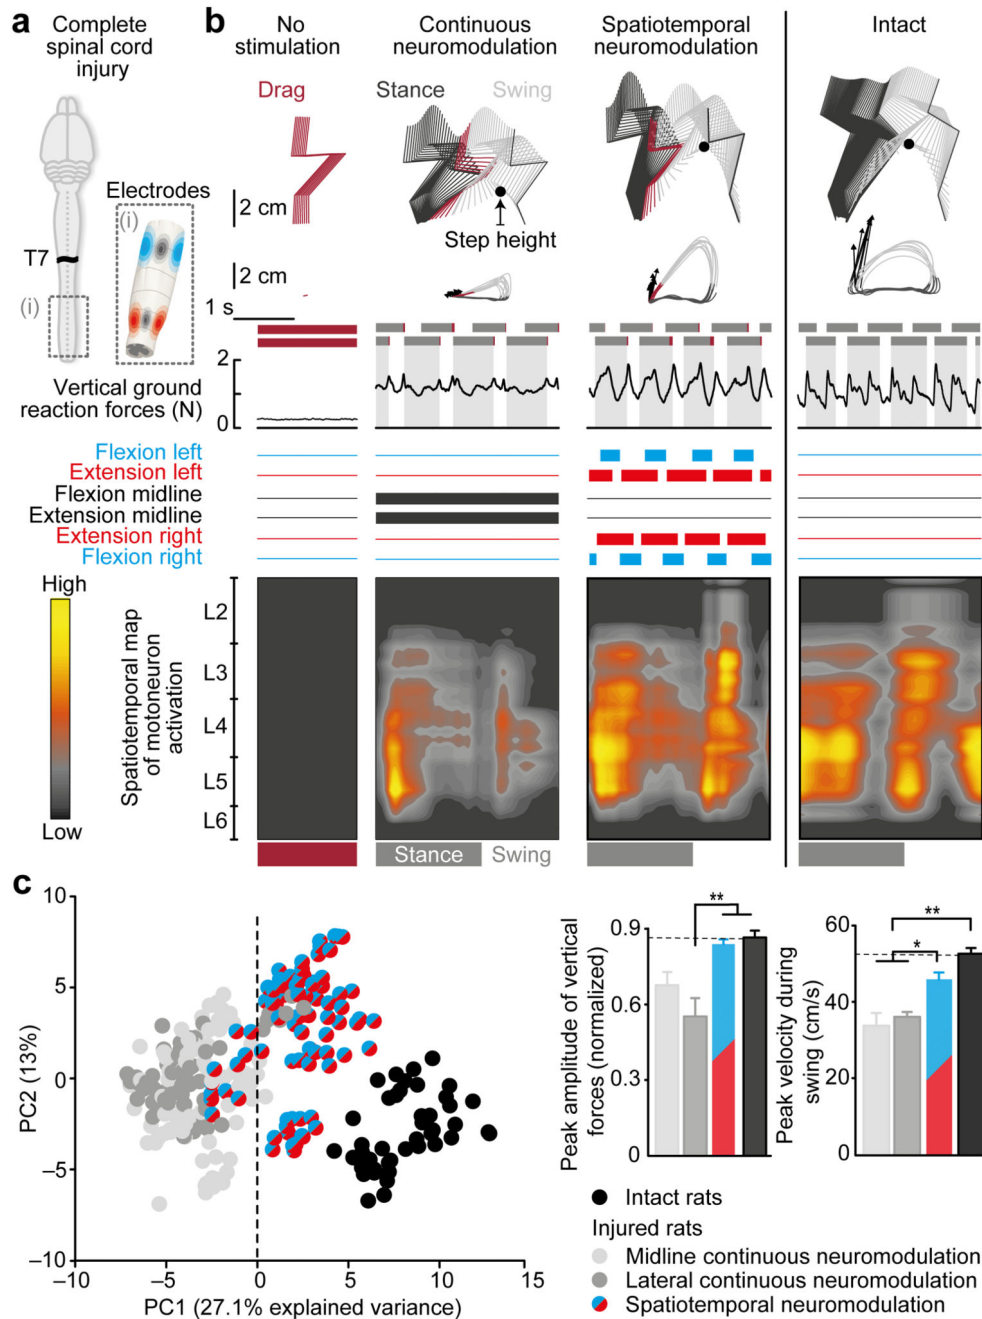 a
Complete
spinal cord
injury
T7
(i)
Electrodes
(i)
b
No
stimulation
Continuous
neuromodulation
Spatiotemporal
neuromodulation
Intact
Drag
Stance
Swing
2 cm
Step height
2 cm
1 s
Vertical ground
reaction forces (N)
2
1
0
Flexion left
Extension left
Flexion midline
Extension midline
Extension right
Flexion right
High
Low
Spatiotemporal map
of motoneuron
activation
L2
L3
L4
L5
L6
Stance
Swing
c
10
5
0
–5
–10
PC2 (13%)
–10
–5
0
5
10
15
PC1 (27.1% explained variance)
Peak amplitude of vertical
forces (normalized)
0.9
0.6
0.3
0
**
Peak velocity during
swing (cm/s)
60
40
20
0
**
*
Intact rats
Injured rats
Midline continuous neuromodulation
Lateral continuous neuromodulation
Spatiotemporal neuromodulation